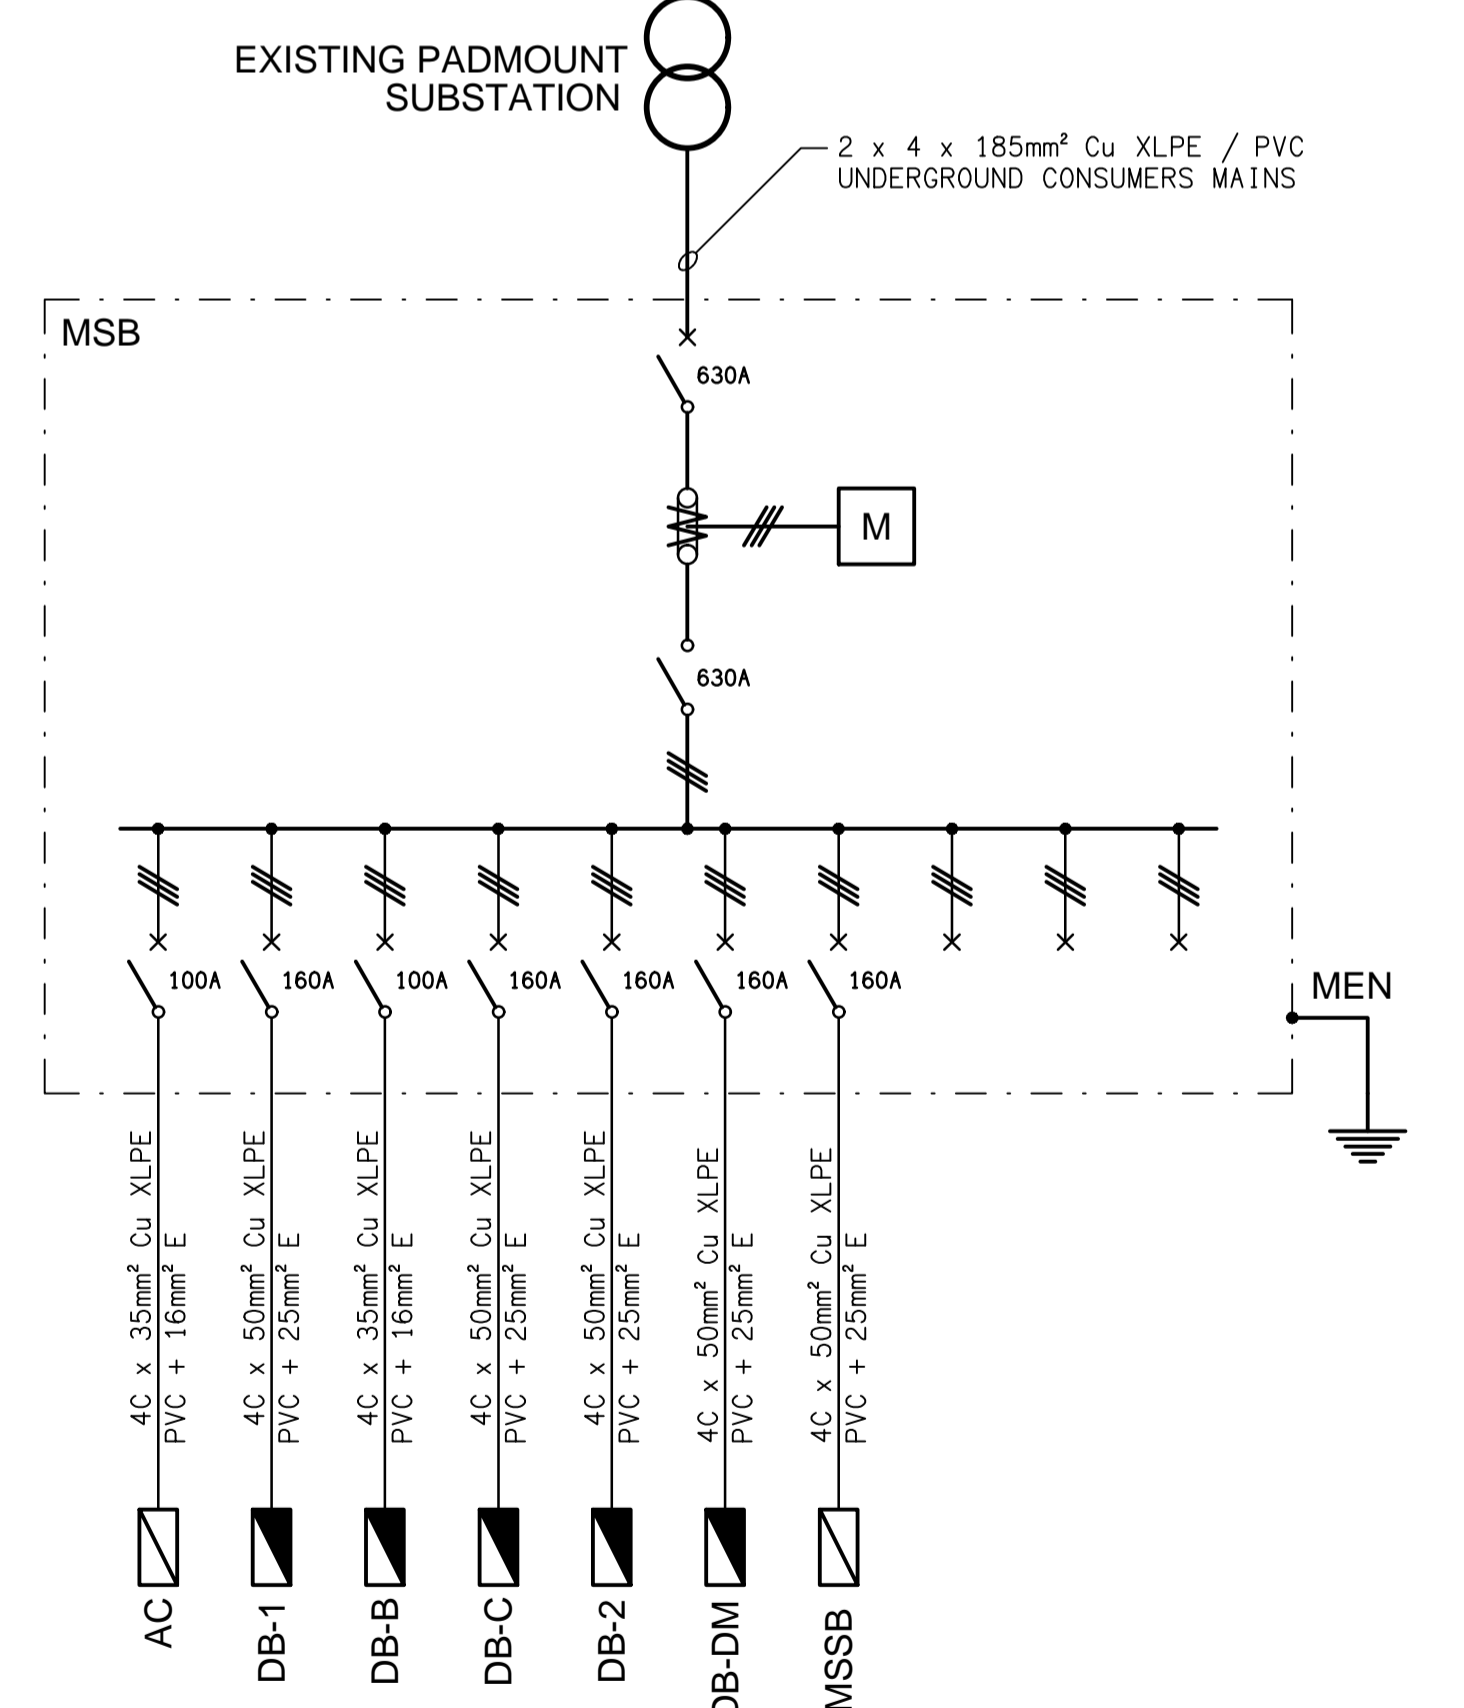 EXISTING PADMOUNT
SUBSTATION
2 x 4 x 185mm² Cu XLPE / PVC
UNDERGROUND CONSUMERS MAINS
MSB
630A
M
630A
100A
160A
100A
160A
160A
160A
160A
MEN
4C x 35mm² Cu XLPE
PVC + 16mm² E
4C x 50mm² Cu XLPE
PVC + 25mm² E
4C x 35mm² Cu XLPE
PVC + 16mm² E
4C x 50mm² Cu XLPE
PVC + 25mm² E
4C x 50mm² Cu XLPE
PVC + 25mm² E
4C x 50mm² Cu XLPE
PVC + 25mm² E
4C x 50mm² Cu XLPE
PVC + 25mm² E
AC
DB-1
DB-B
DB-C
DB-2
DB-DM
MSSB